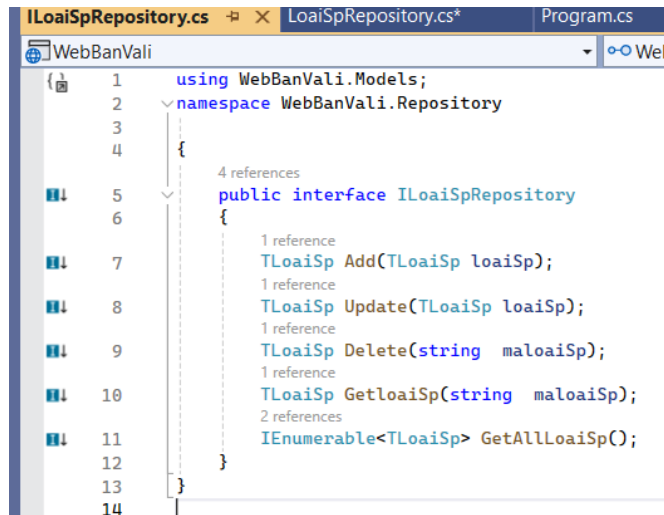 ILoaiSpRepository.cs LoaiSpRepository.cs* Program.cs
WebBanVali
1 using WebBanVali.Models;
2 namespace WebBanVali.Repository
3
4 {
4 references
5 public interface ILoaiSpRepository
6 {
1 reference
7 TLoaiSp Add(TLoaiSp loaiSp);
1 reference
8 TLoaiSp Update(TLoaiSp loaiSp);
1 reference
9 TLoaiSp Delete(string  maloaiSp);
1 reference
10 TLoaiSp GetloaiSp(string  maloaiSp);
2 references
11 IEnumerable<TLoaiSp> GetAllLoaiSp();
12 }
13 }
14